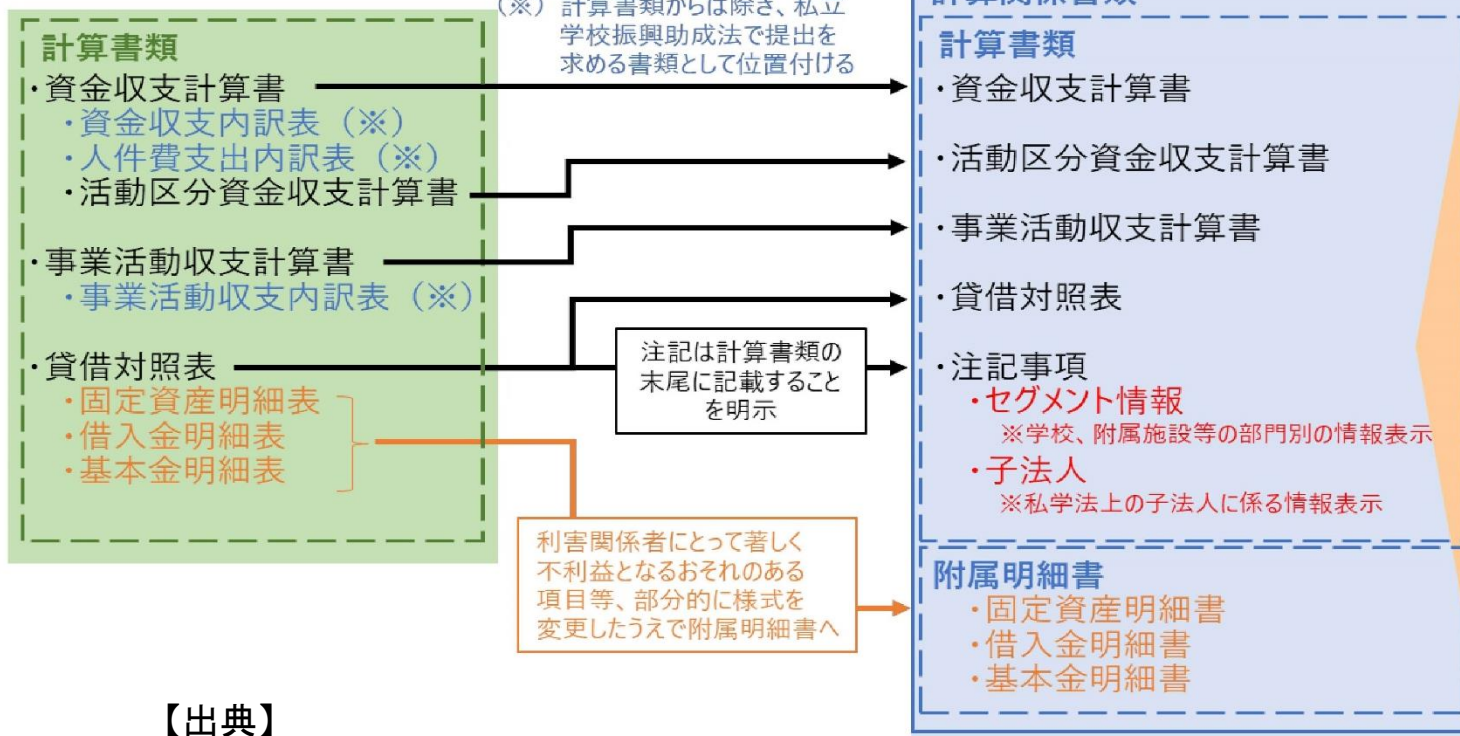 （※）計算書類からは除き、私立
学校振興助成法で提出を
求める書類として位置付ける
計算書類
・資金収支計算書
・資金収支内訳表（※）
・人件費支出内訳表（※）
・活動区分資金収支計算書
・事業活動収支計算書
・事業活動収支内訳表（※）
・貸借対照表
・固定資産明細表
・借入金明細表
・基本金明細表
注記は計算書類の
末尾に記載すること
を明示
利害関係者にとって著しく
不利益となるおそれのある
項目等、部分的に様式を
変更したうえで附属明細書へ
計算関係書類
計算書類
・資金収支計算書
・活動区分資金収支計算書
・事業活動収支計算書
・貸借対照表
・注記事項
・セグメント情報
※学校、附属施設等の部門別の情報表示
・子法人
※私学法上の子法人に係る情報表示
附属明細書
・固定資産明細書
・借入金明細書
・基本金明細書
【出典】